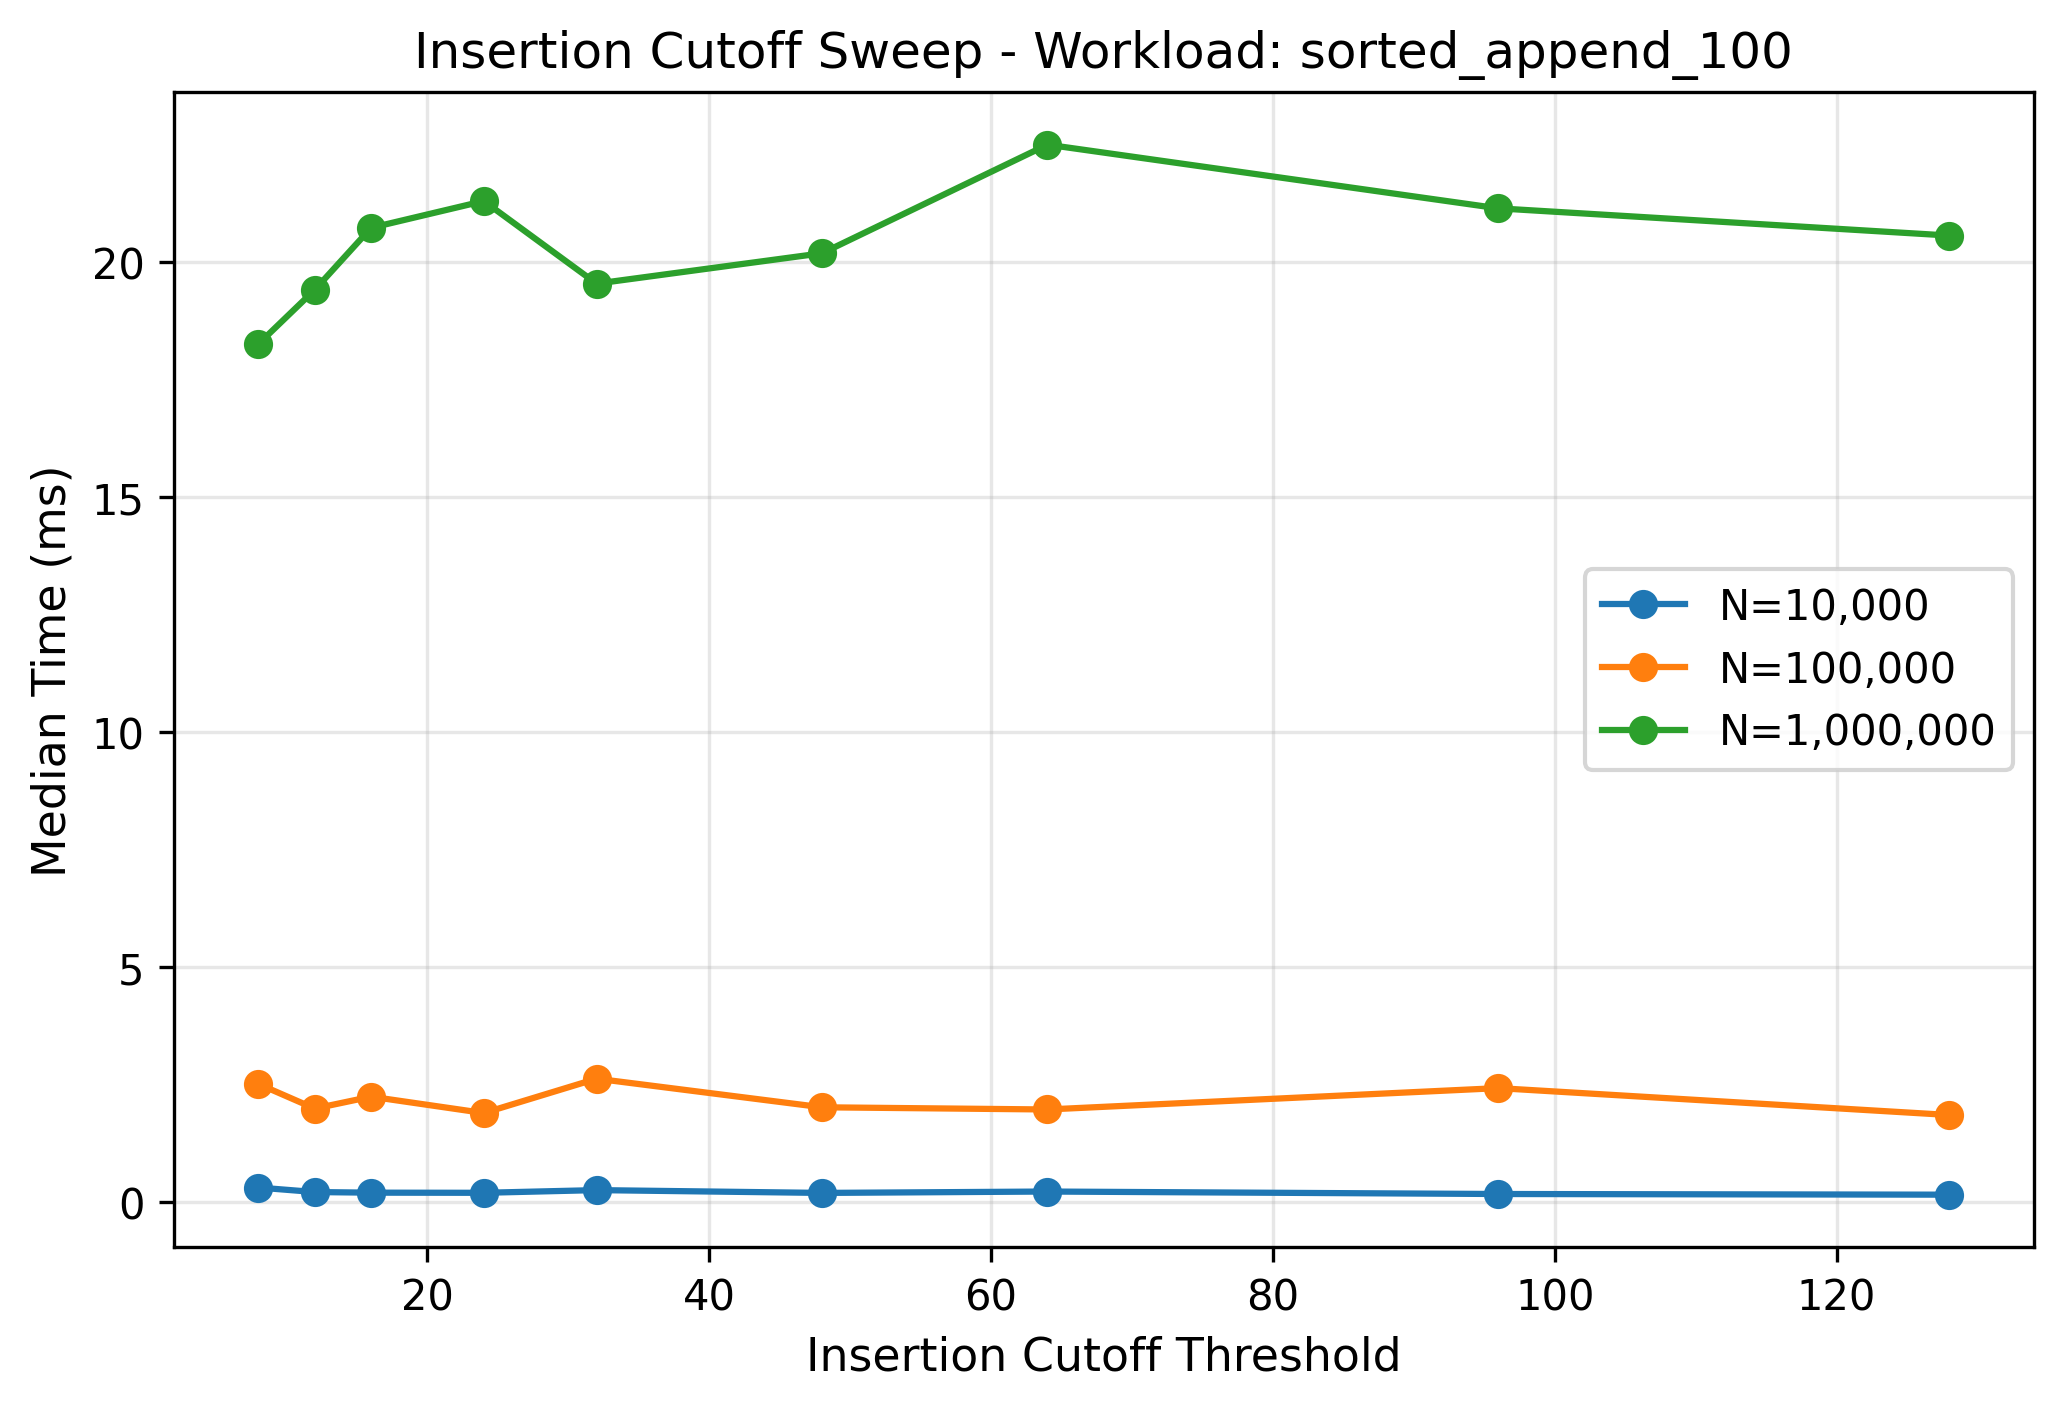 Insertion Cutoff Sweep - Workload: sorted_append_100
Median Time (ms)
20
15
10
5
0
N=10,000
N=100,000
N=1,000,000
20 40 60 80 100 120
Insertion Cutoff Threshold